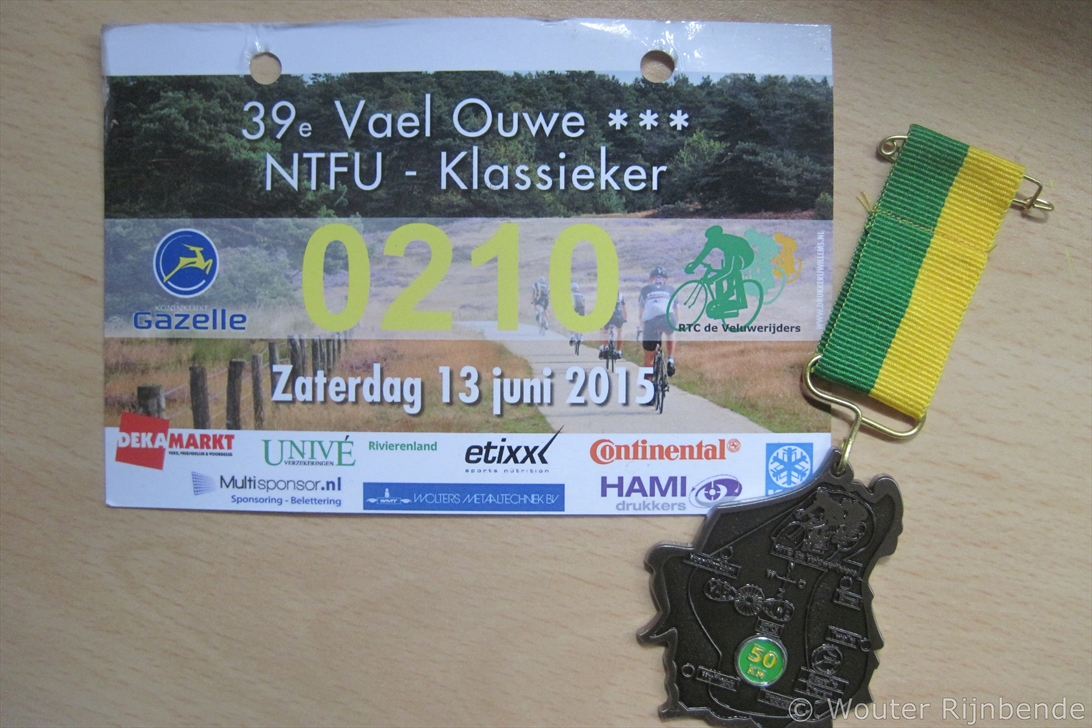 39e Vael Ouwe ***
NTFU - Klassieker
0210
Gazelle
RTC de Veluwerijders
Zaterdag 13 juni 2015
DEKAMARKT
UNIVÉ
VERZEKERINGEN
Rivierenland
etixx
sports nutrition
Continental
Multisponsor.nl
Sponsoring - Belettering
WOLTERS METAALTECHNIEK BV
HAMI
drukkers
50
KM
© Wouter Rijnbende